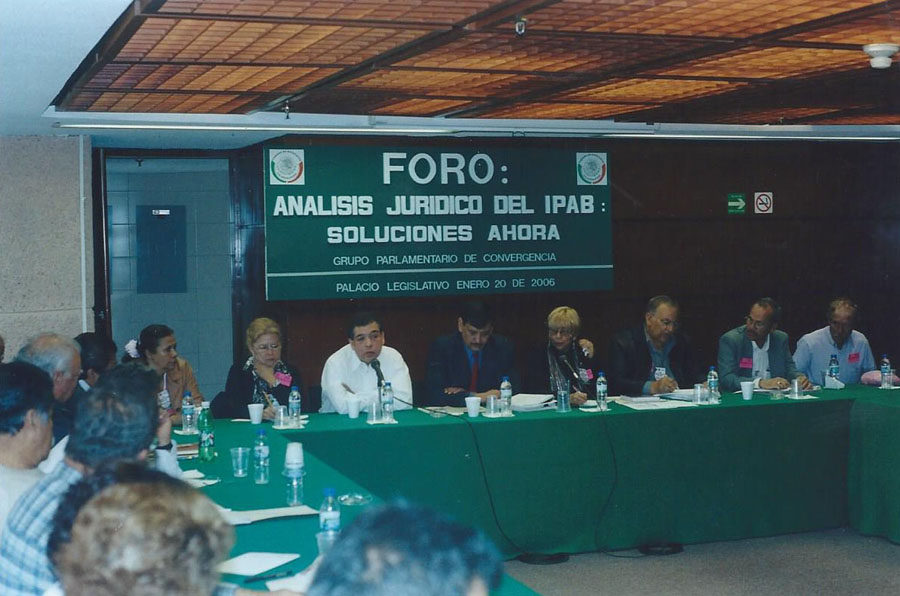 FORO:
ANALISIS JURIDICO DEL IPAB:
SOLUCIONES AHORA
GRUPO PARLAMENTARIO DE CONVERGENCIA
PALACIO LEGISLATIVO ENERO 20 DE 2006